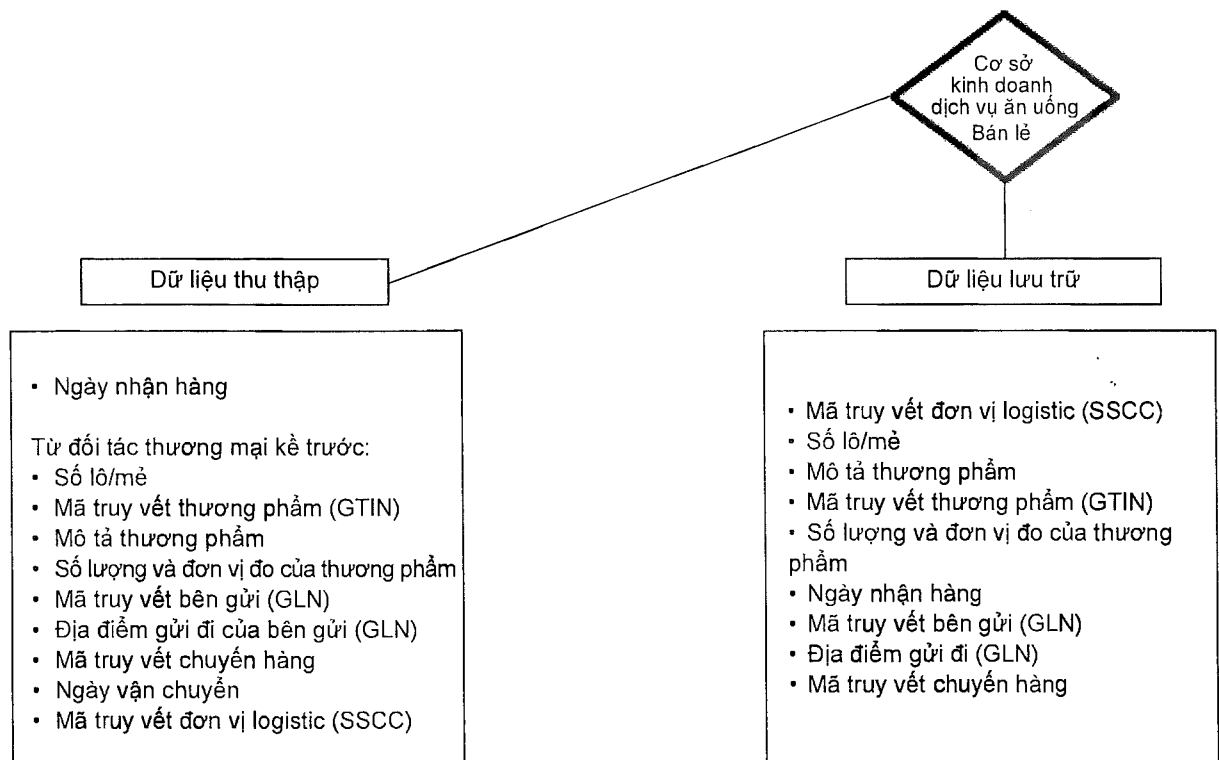 Cơ sở
kinh doanh
dịch vụ ăn uống
Bán lẻ
Dữ liệu thu thập
• Ngày nhận hàng
Từ đối tác thương mại kề trước:
• Số lô/mẻ
• Mã truy vết thương phẩm (GTIN)
• Mô tả thương phẩm
• Số lượng và đơn vị đo của thương phẩm
• Mã truy vết bên gửi (GLN)
• Địa điểm gửi đi của bên gửi (GLN)
• Mã truy vết chuyến hàng
• Ngày vận chuyển
• Mã truy vết đơn vị logistic (SSCC)
Dữ liệu lưu trữ
• Mã truy vết đơn vị logistic (SSCC)
• Số lô/mẻ
• Mô tả thương phẩm
• Mã truy vết thương phẩm (GTIN)
• Số lượng và đơn vị đo của thương
phẩm
• Ngày nhận hàng
• Mã truy vết bên gửi (GLN)
• Địa điểm gửi đi (GLN)
• Mã truy vết chuyến hàng